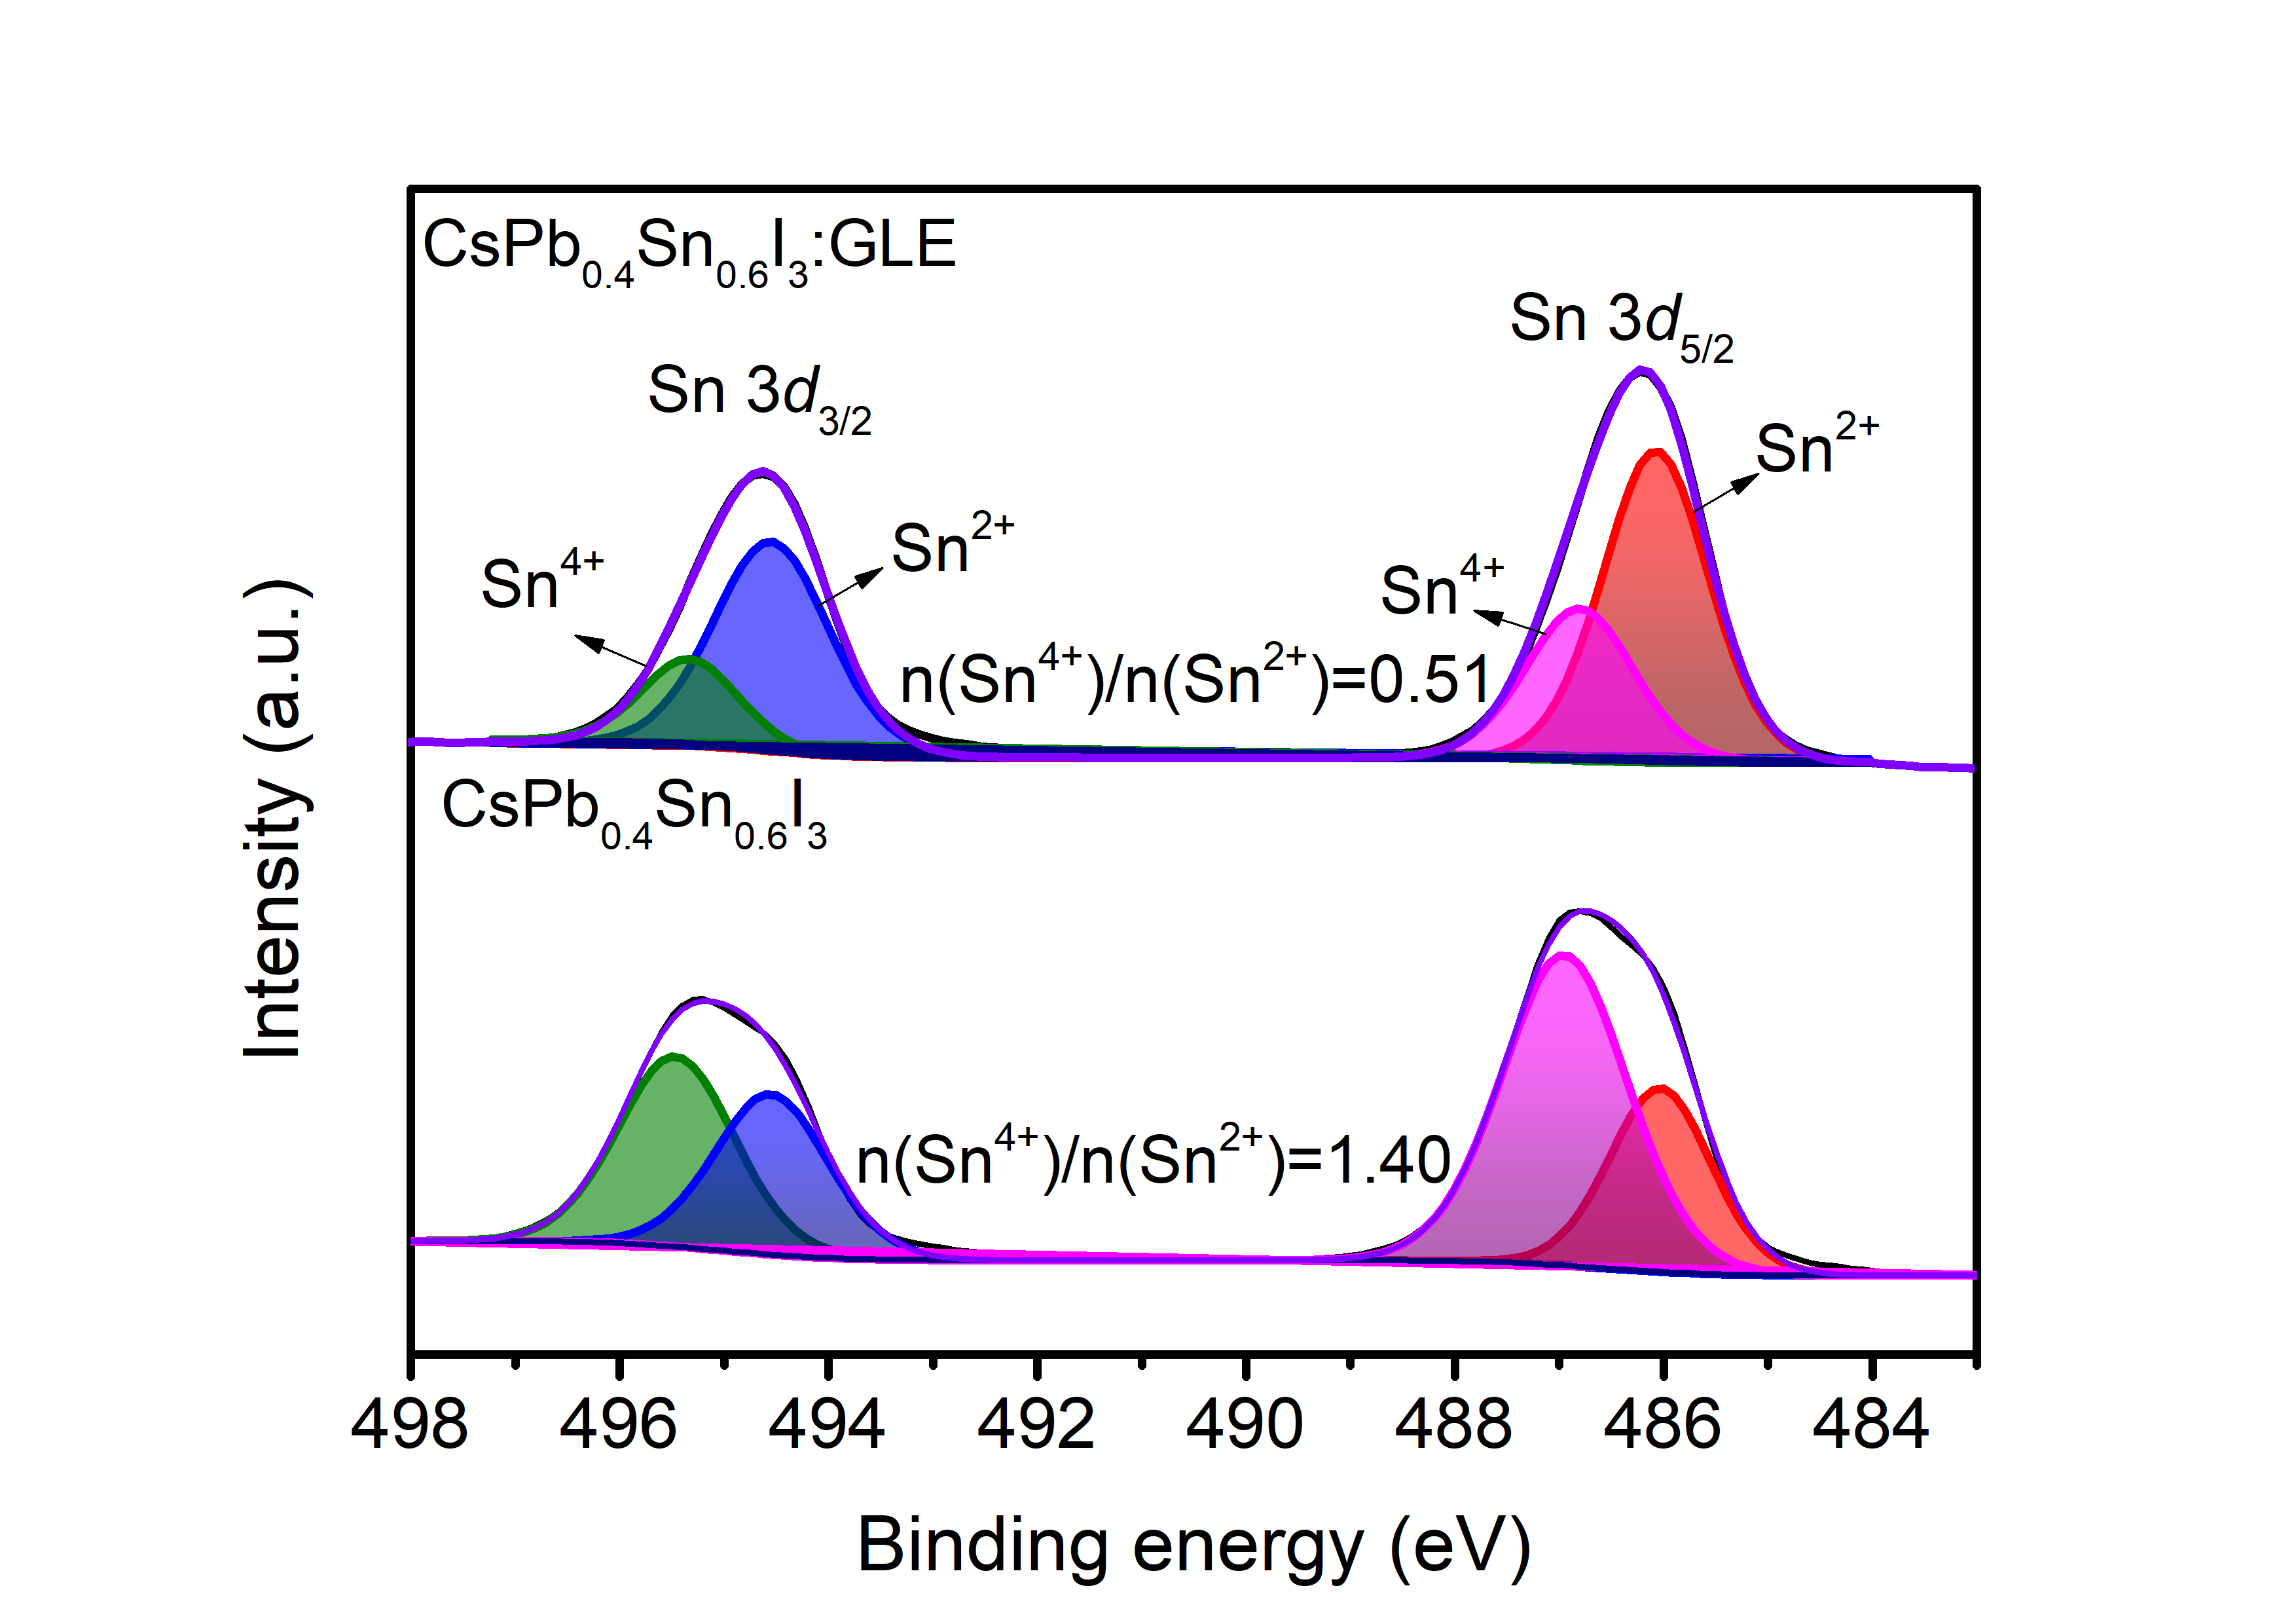 CsPb0.4Sn0.6I3:GLE
Sn 3d5/2
Sn 3d3/2
Sn2+
Sn2+
Sn4+
Sn4+
n(Sn4+)/n(Sn2+)=0.51
CsPb0.4Sn0.6I3
n(Sn4+)/n(Sn2+)=1.40
Intensity (a.u.)
498 496 494 492 490 488 486 484
Binding energy (eV)